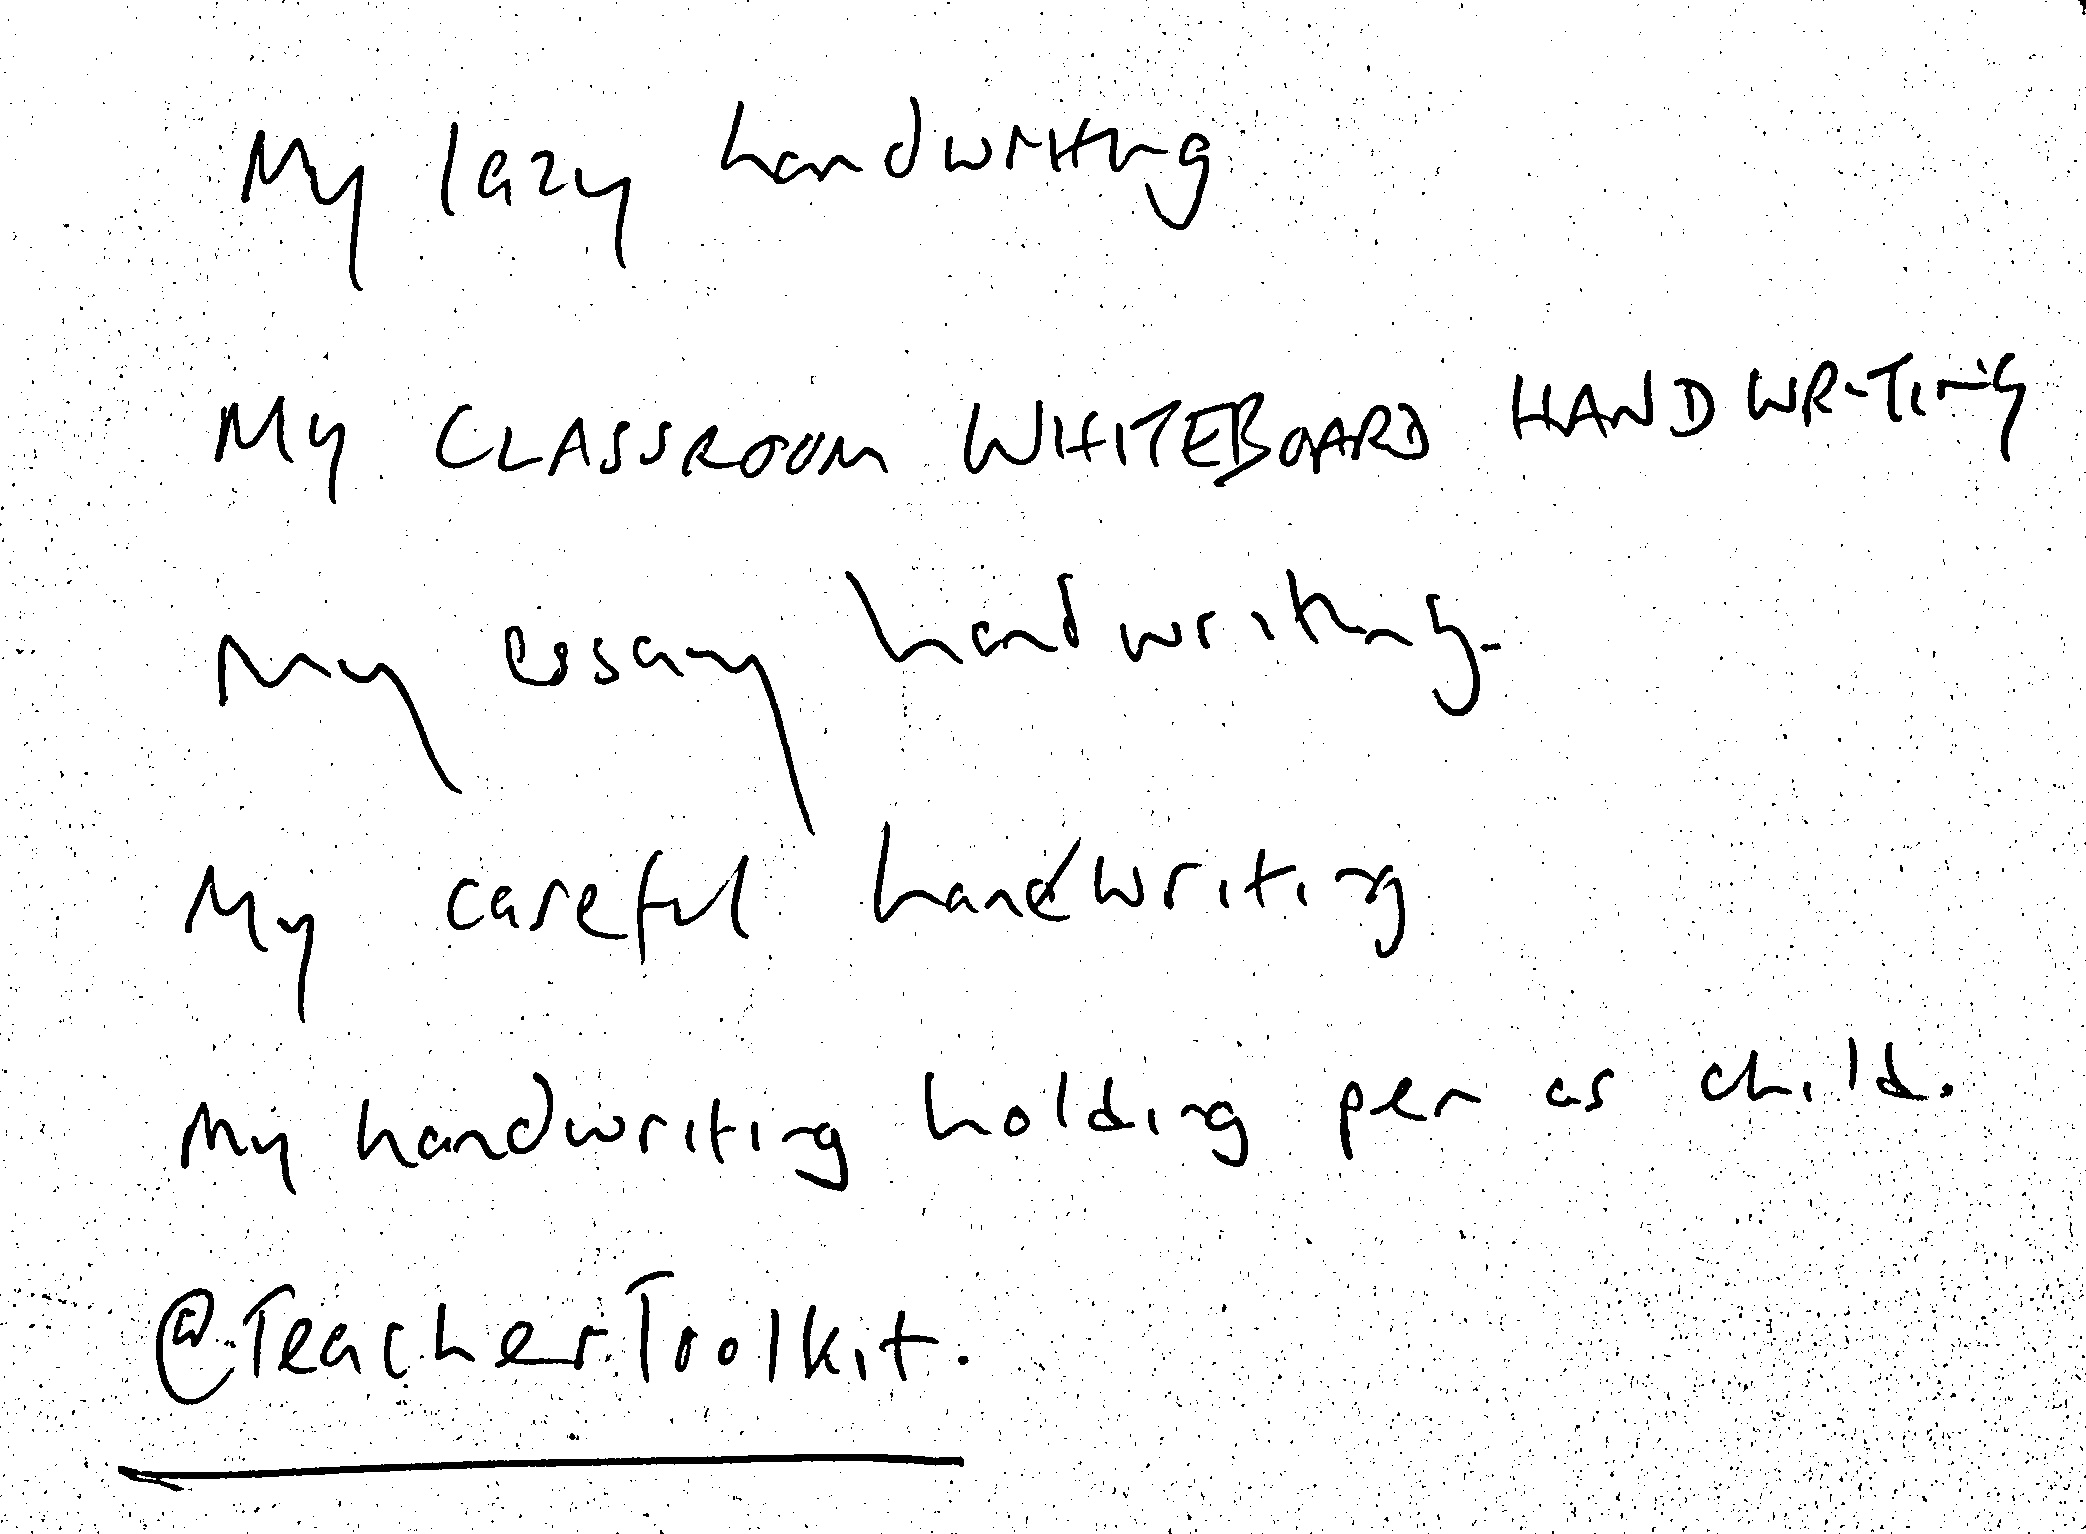 My lazy handwriting
My CLASSROOM WHITEBOARD HANDWRITING
My essay handwriting.
My careful handwriting
My handwriting holding pen as child.
@TeacherToolkit.